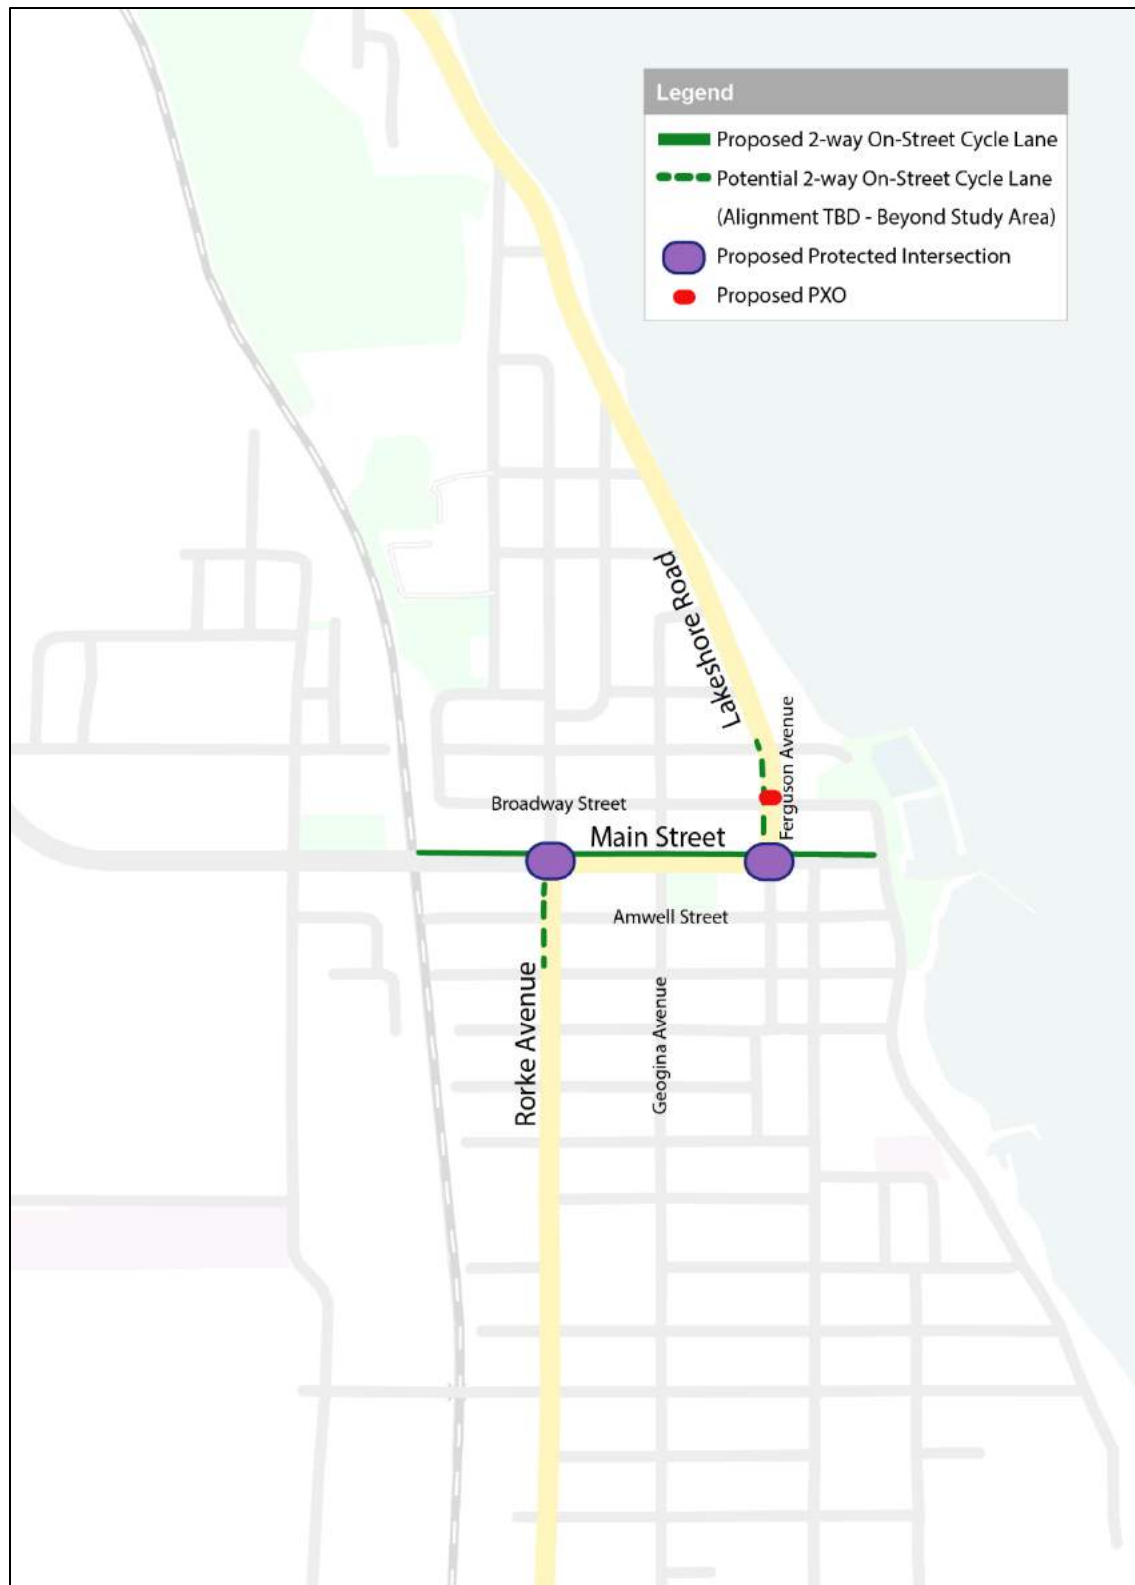 Legend
Proposed 2-way On-Street Cycle Lane
Potential 2-way On-Street Cycle Lane
(Alignment TBD - Beyond Study Area)
Proposed Protected Intersection
Proposed PXO
Lakeshore Road
Ferguson Avenue
Broadway Street
Main Street
Amwell Street
Rorke Avenue
Geogina Avenue